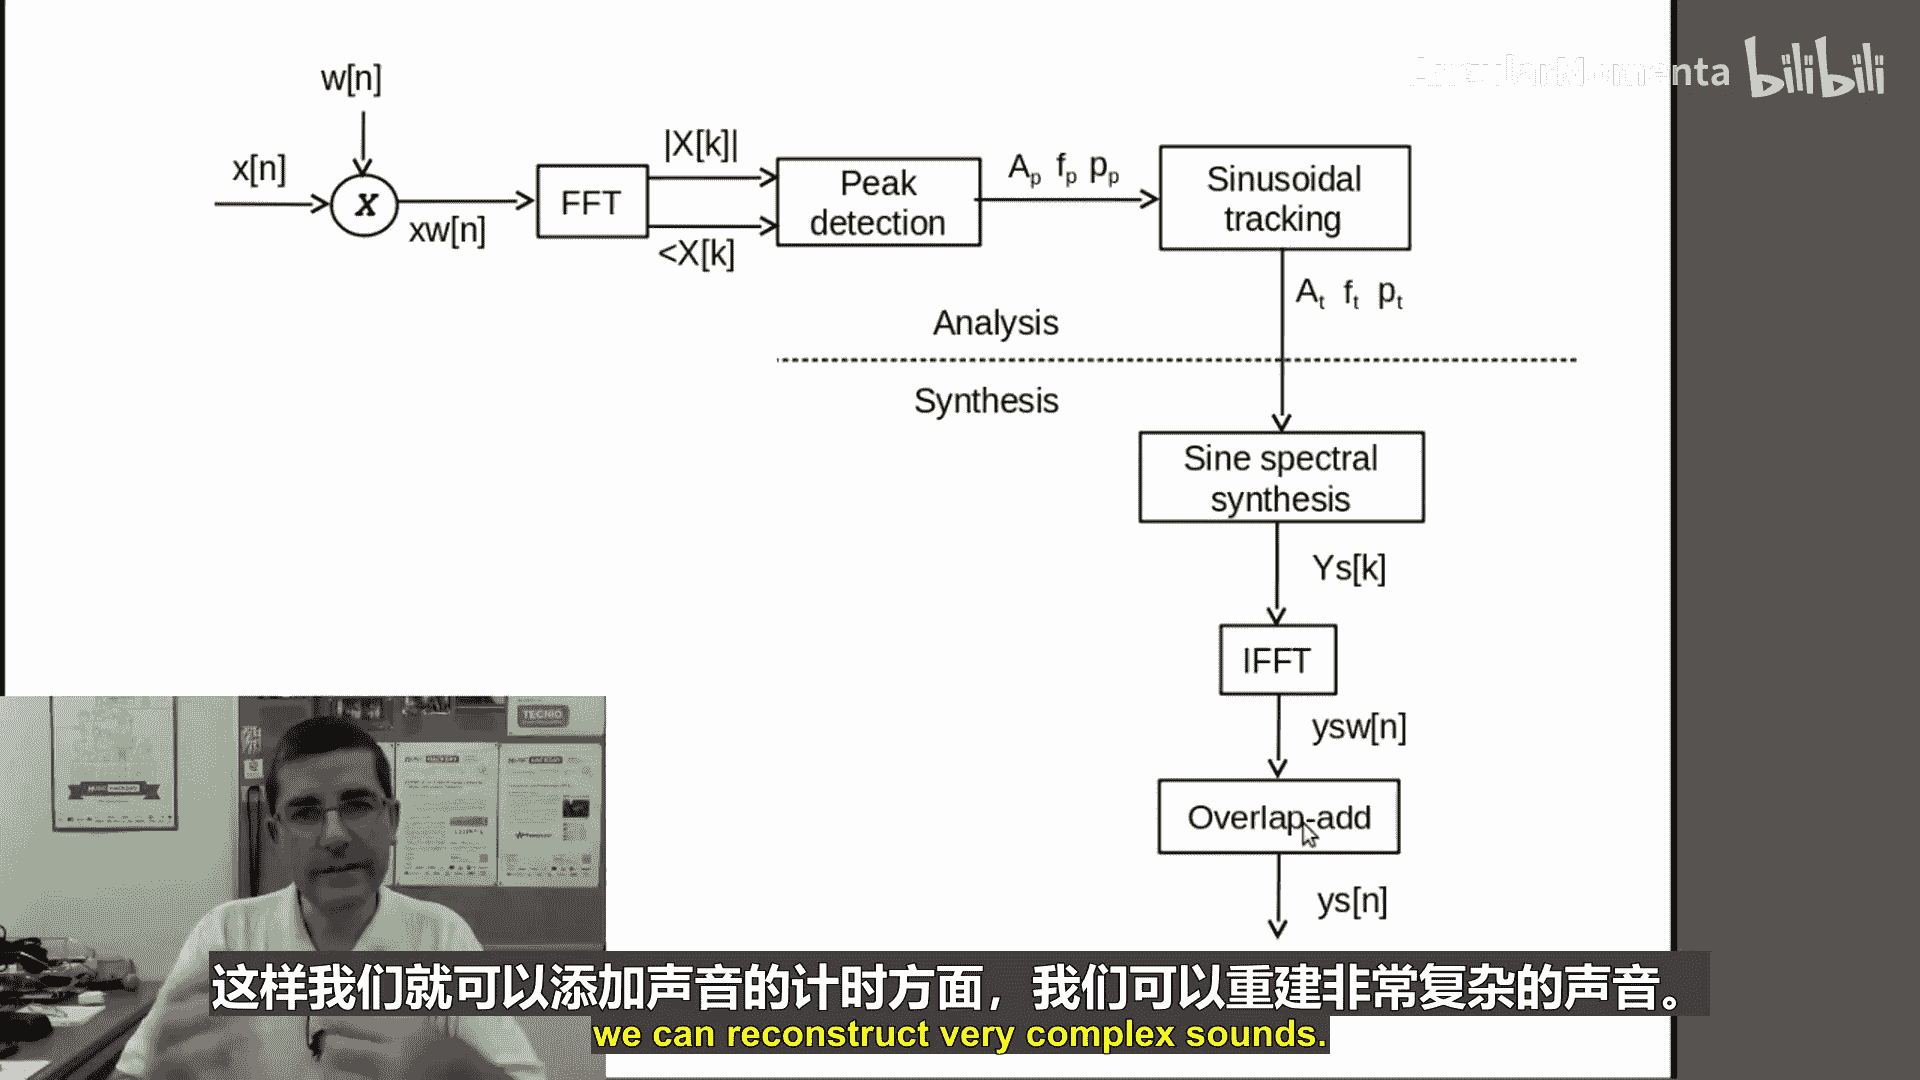 w[n]
x[n]
x
xw[n]
FFT
|X[k]|
<X[k]
Peak
detection
Aₚ fₚ pₚ
Sinusoidal
tracking
Aₜ fₜ pₜ
Analysis
Synthesis
Sine spectral
synthesis
Ys[k]
IFFT
ysw[n]
Overlap-add
ys[n]
bilibili
TECNIO
这样我们就可以添加声音的计时方面，我们可以重建非常复杂的声音。
we can reconstruct very complex sounds.